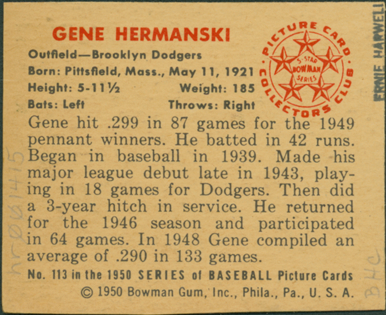 GENE HERMANSKI
Outfield—Brooklyn Dodgers
Born: Pittsfield, Mass., May 11, 1921
Height: 5-11½ Weight: 185
Bats: Left Throws: Right
PICTURE CARD
COLLECTORS CLUB
5-STAR
BOWMAN
SERIES
ERNIE HARWELL
Gene hit .299 in 87 games for the 1949
pennant winners. He batted in 42 runs.
Began in baseball in 1939. Made his
major league debut late in 1943, play-
ing in 18 games for Dodgers. Then did
a 3-year hitch in service. He returned
for the 1946 season and participated
in 64 games. In 1948 Gene compiled an
average of .290 in 133 games.
No. 113 in the 1950 SERIES of BASEBALL Picture Cards
© 1950 Bowman Gum, Inc., Phila., Pa., U. S. A.